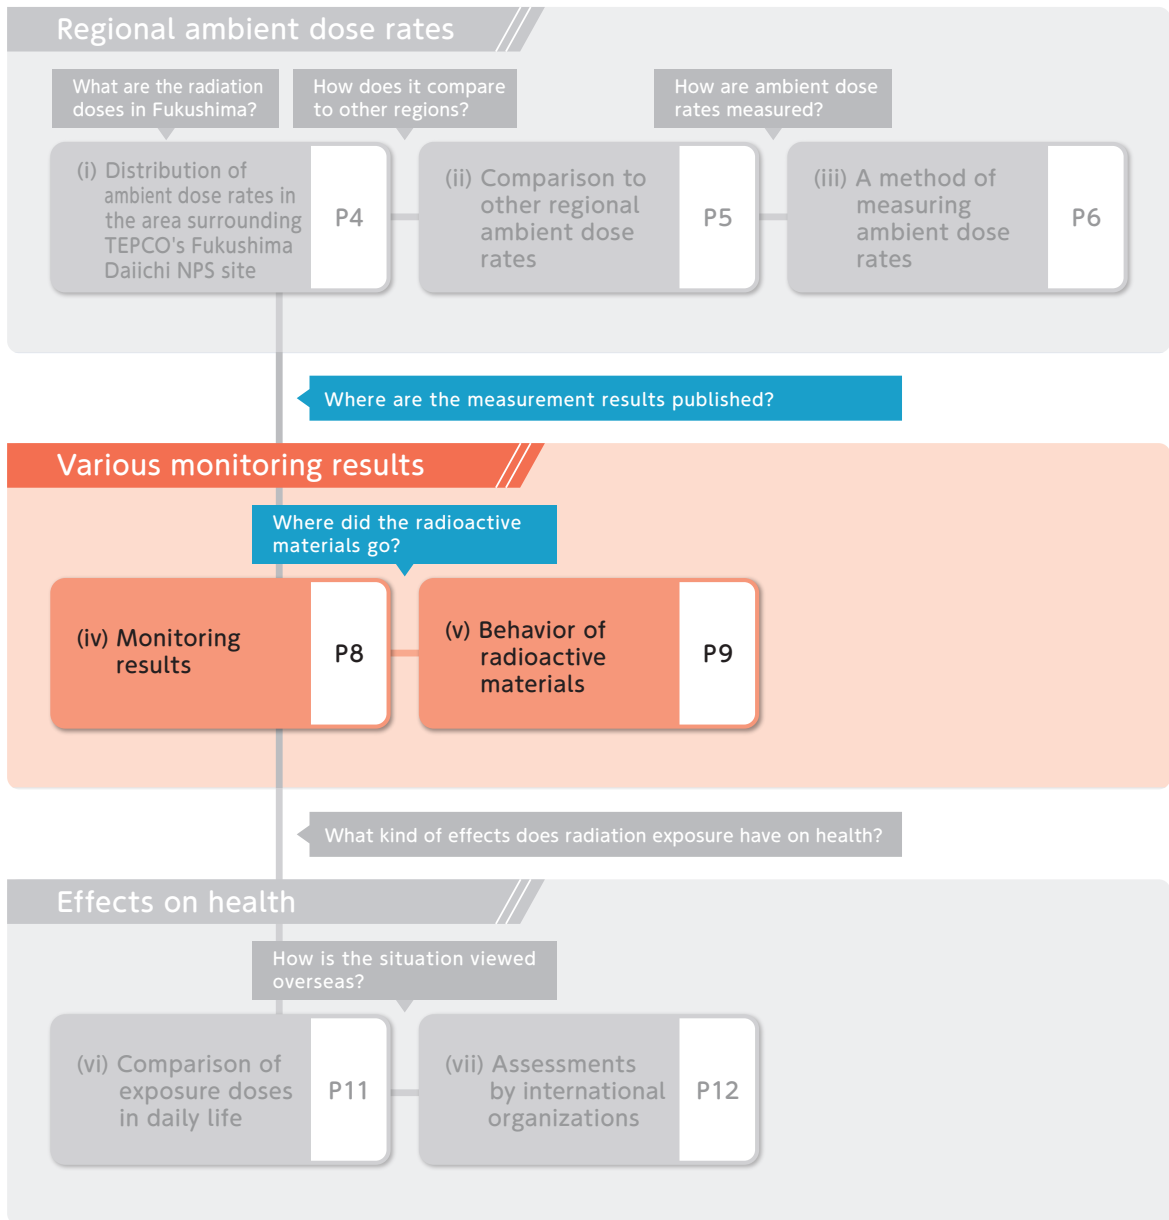 Regional ambient dose rates
What are the radiation
doses in Fukushima?
How does it compare
to other regions?
How are ambient dose
rates measured?
(i) Distribution of
ambient dose rates in
the area surrounding
TEPCO's Fukushima
Daiichi NPS site
P4
(ii) Comparison to
other regional
ambient dose
rates
P5
(iii) A method of
measuring
ambient dose
rates
P6
Where are the measurement results published?
Various monitoring results
Where did the radioactive
materials go?
(iv) Monitoring
results
P8
(v) Behavior of
radioactive
materials
P9
What kind of effects does radiation exposure have on health?
Effects on health
How is the situation viewed
overseas?
(vi) Comparison of
exposure doses
in daily life
P11
(vii) Assessments
by international
organizations
P12